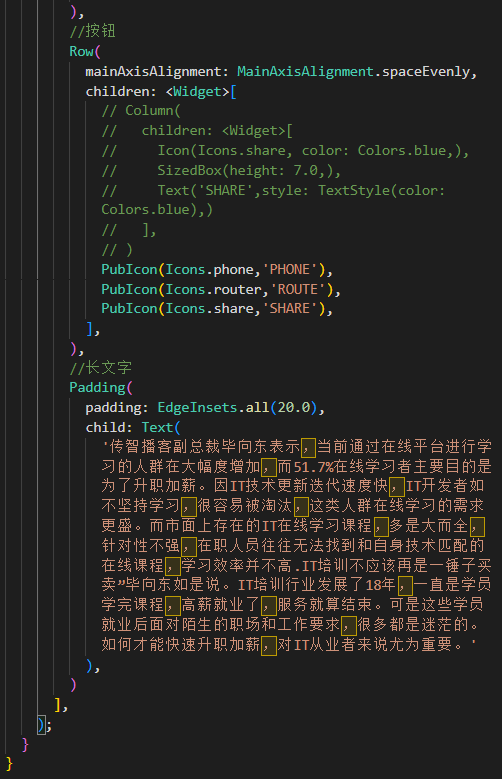 ),
//按钮
Row(
mainAxisAlignment: MainAxisAlignment.spaceEvenly,
children: <Widget>[
// Column(
//   children: <Widget>[
//     Icon(Icons.share, color: Colors.blue,),
//     SizedBox(height: 7.0,),
//     Text('SHARE',style: TextStyle(color:
Colors.blue),)
//   ],
// )
PubIcon(Icons.phone,'PHONE'),
PubIcon(Icons.router,'ROUTE'),
PubIcon(Icons.share,'SHARE'),
],
),
//长文字
Padding(
padding: EdgeInsets.all(20.0),
child: Text(
'传智播客副总裁毕向东表示，当前通过在线平台进行学
习的人群在大幅度增加，而51.7%在线学习者主要目的是
为了升职加薪。因IT技术更新迭代速度快，IT开发者如
不坚持学习，很容易被淘汰，这类人群在线学习的需求
更盛。而市面上存在的IT在线学习课程，多是大而全，
针对性不强，在职人员往往无法找到和自身技术匹配的
在线课程，学习效率并不高.IT培训不应该再是一锤子买
卖”毕向东如是说。IT培训行业发展了18年，一直是学员
学完课程，高薪就业了，服务就算结束。可是这些学员
就业后面对陌生的职场和工作要求，很多都是迷茫的。
如何才能快速升职加薪，对IT从业者来说尤为重要。'
),
)
],
);
}
}